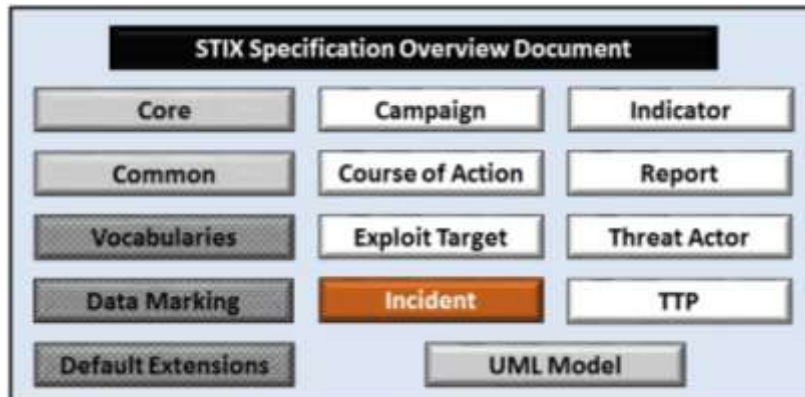 STIX Specification Overview Document
Core Campaign Indicator
Common Course of Action Report
Vocabularies Exploit Target Threat Actor
Data Marking Incident TTP
Default Extensions UML Model